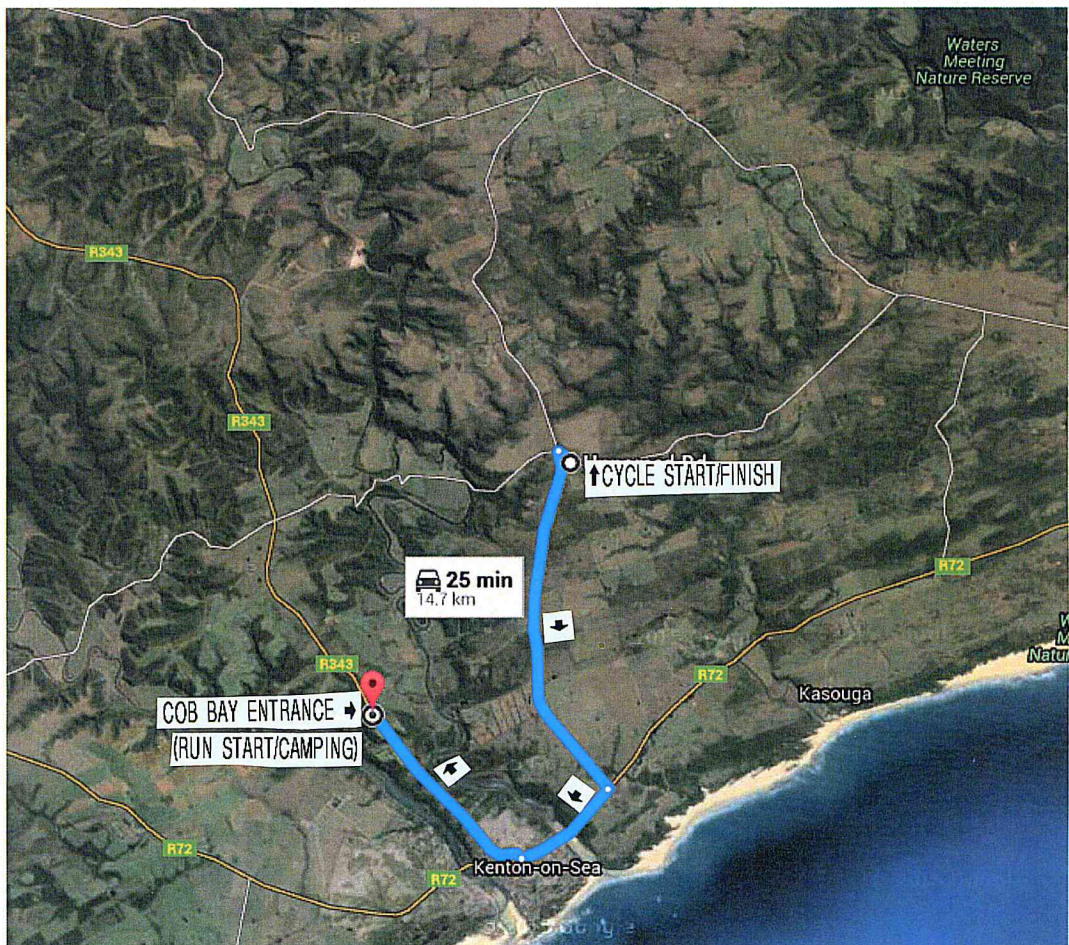 Waters
Meeting
Nature Reserve
R343
R343
↑CYCLE START/FINISH
25 min
14.7 km
R72
R343
R72
Kasouga
COB BAY ENTRANCE →
(RUN START/CAMPING)
R72
R72
Kenton-on-Sea